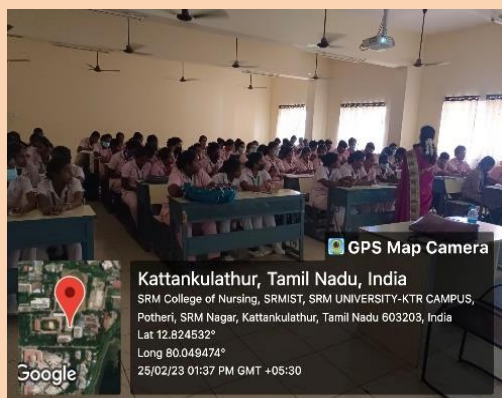 GPS Map Camera
Kattankulathur, Tamil Nadu, India
SRM College of Nursing, SRMIST, SRM UNIVERSITY-KTR CAMPUS,
Potheri, SRM Nagar, Kattankulathur, Tamil Nadu 603203, India
Lat 12.824532°
Long 80.049474°
25/02/23 01:37 PM GMT +05:30
Google